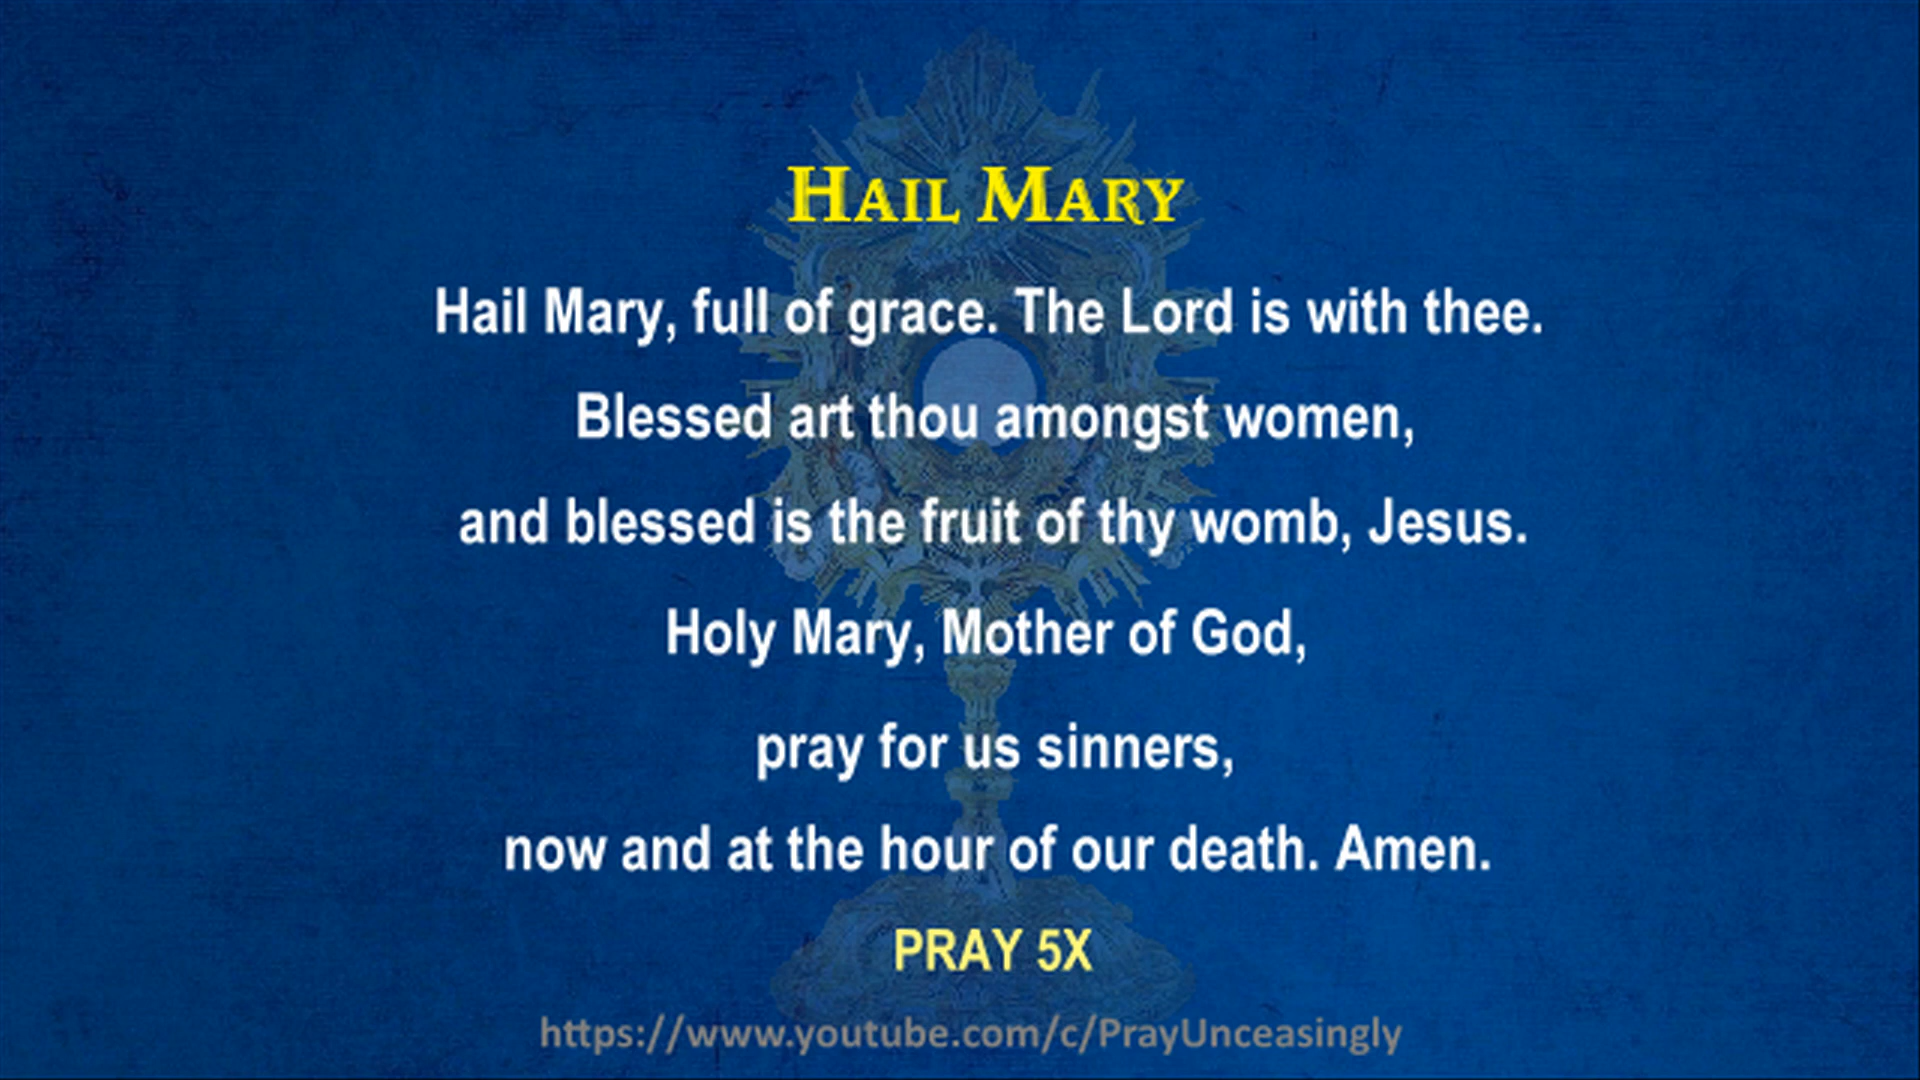 HAIL MARY
Hail Mary, full of grace. The Lord is with thee.
Blessed art thou amongst women,
and blessed is the fruit of thy womb, Jesus.
Holy Mary, Mother of God,
pray for us sinners,
now and at the hour of our death. Amen.
PRAY 5X
https://www.youtube.com/c/PrayUnceasingly